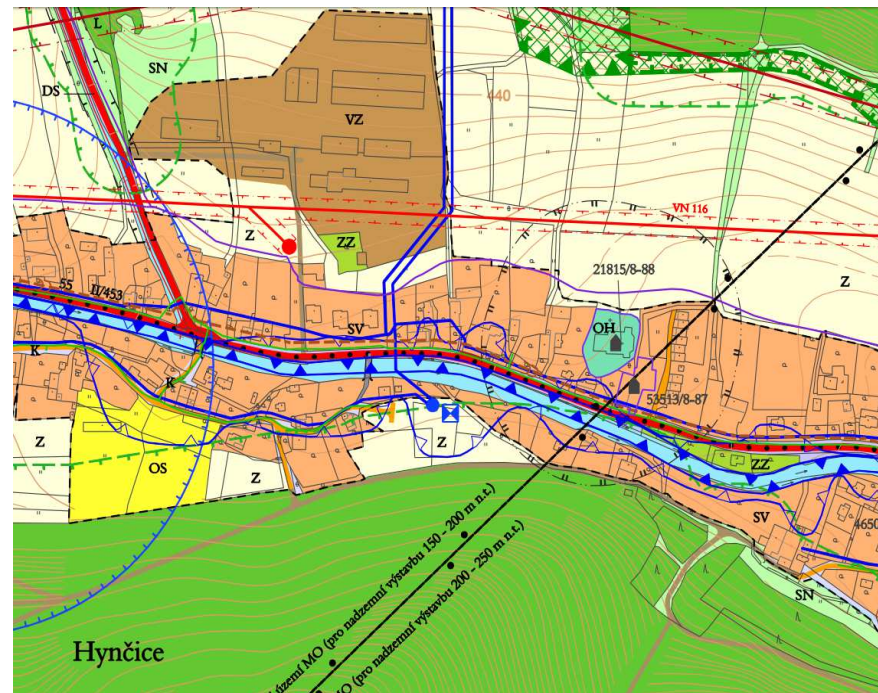 L
SN
DS
VZ
440
VN 116
Z
ZZ
21815/8-88
Z
55 II/453
SV
OH
K
K
53513/8-87
Z
OS
Z
Z
ZZ
SV
4650
území MO (pro nadzemní výstavbu 150 - 200 m n.t.)
MO (pro nadzemní výstavbu 200 - 250 m n.t.)
SN
Hynčice